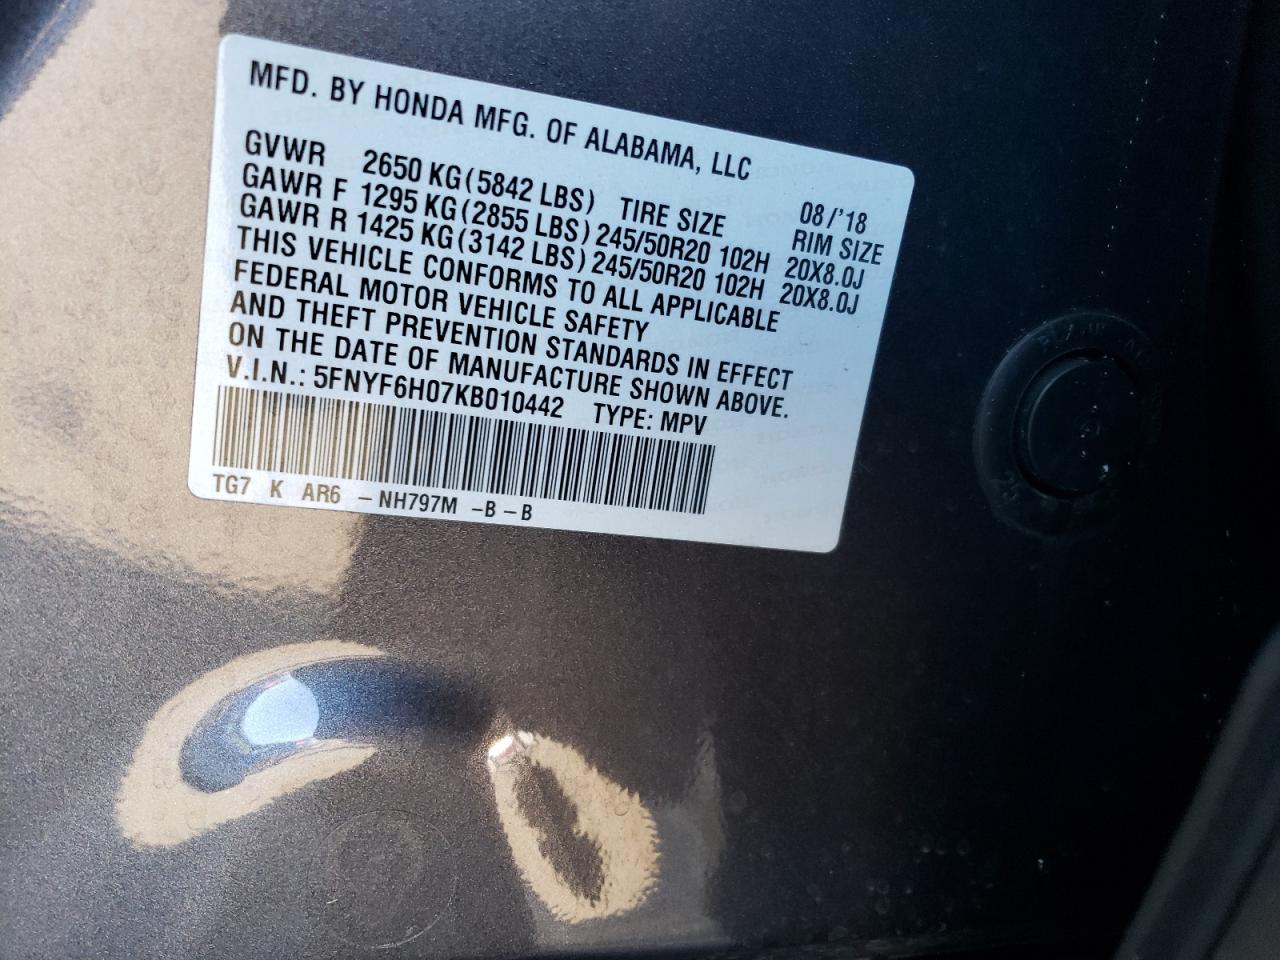 MFD. BY HONDA MFG. OF ALABAMA, LLC
08/'18
GVWR 2650 KG(5842 LBS) TIRE SIZE RIM SIZE
GAWR F 1295 KG(2855 LBS) 245/50R20 102H 20X8.0J
GAWR R 1425 KG(3142 LBS) 245/50R20 102H 20X8.0J
THIS VEHICLE CONFORMS TO ALL APPLICABLE
FEDERAL MOTOR VEHICLE SAFETY
AND THEFT PREVENTION STANDARDS IN EFFECT
ON THE DATE OF MANUFACTURE SHOWN ABOVE.
V.I.N.: 5FNYF6H07KB010442 TYPE: MPV
TG7 K AR6 – NH797M –B – B